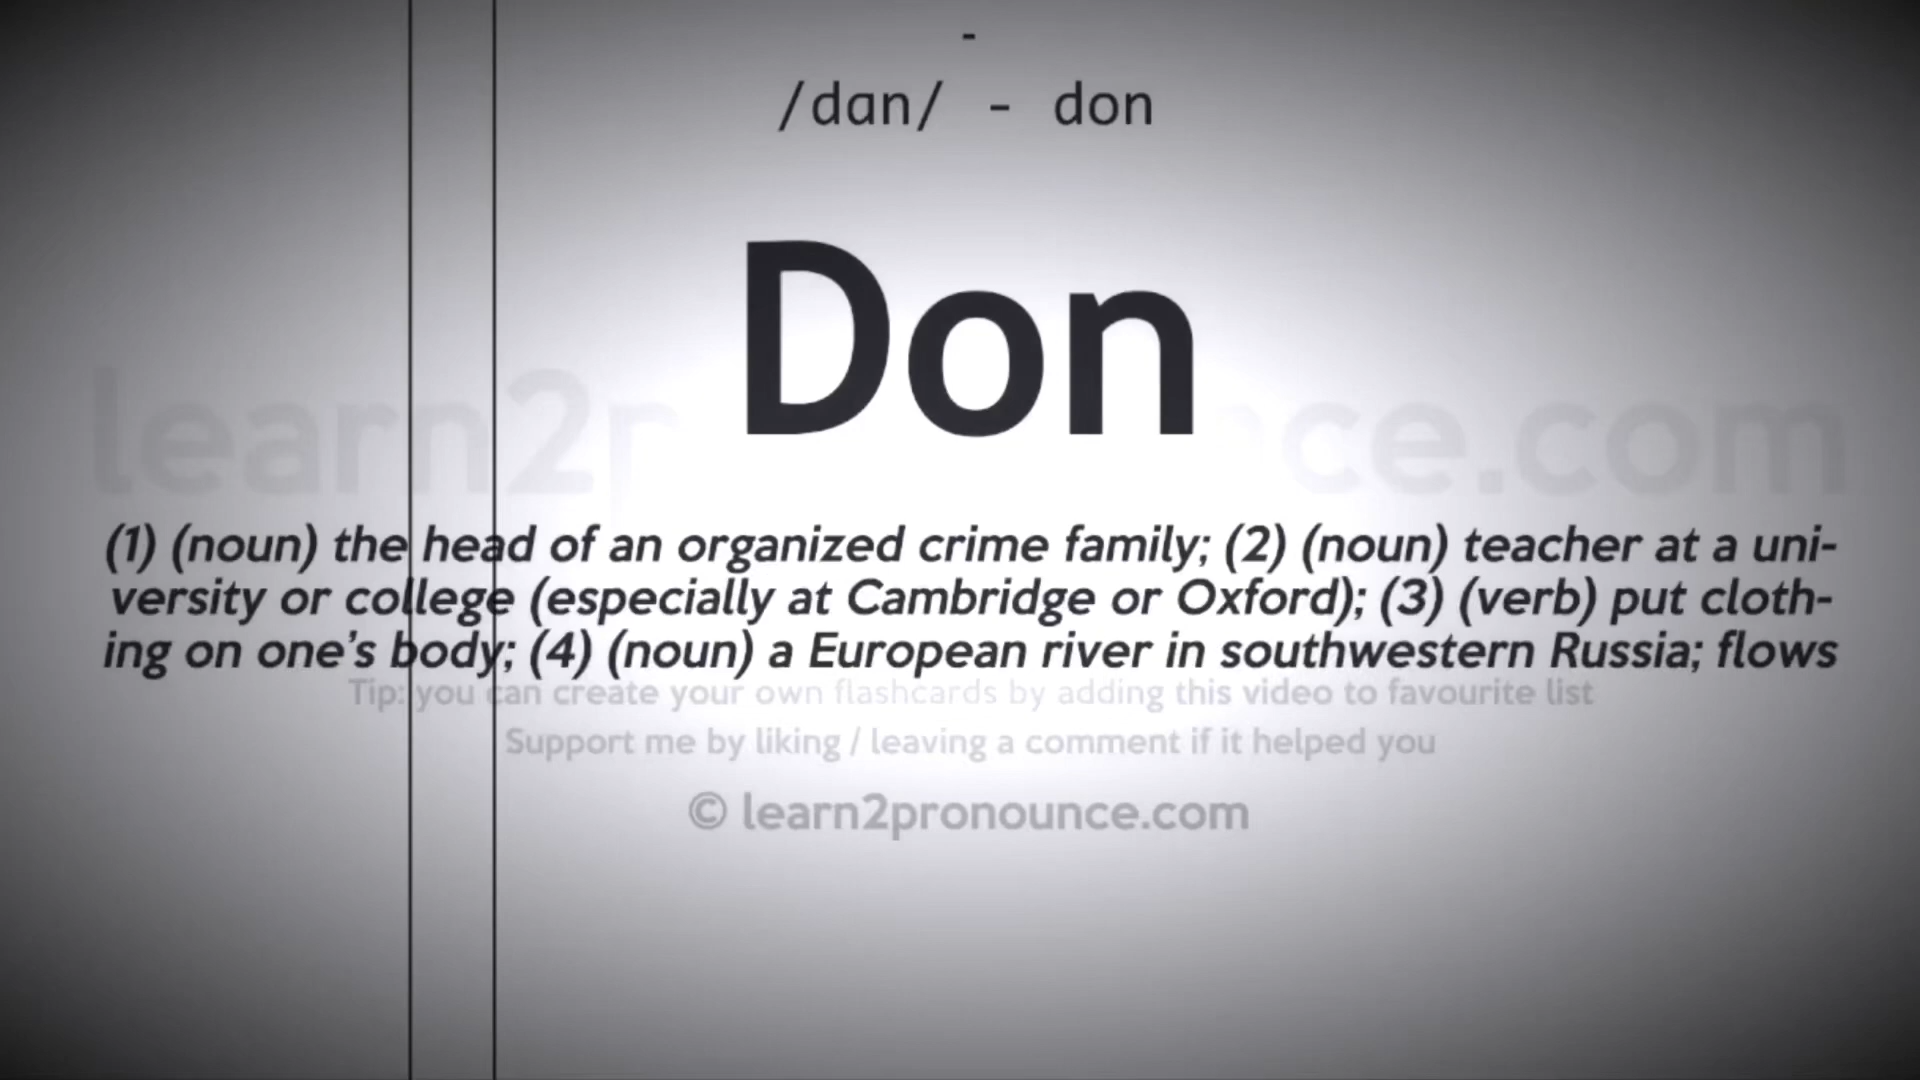 -
/dɑn/ - don
Don
learn2pronounce.com
(1) (noun) the head of an organized crime family; (2) (noun) teacher at a uni-
versity or college (especially at Cambridge or Oxford); (3) (verb) put cloth-
ing on one's body; (4) (noun) a European river in southwestern Russia; flows
Tip: you can create your own flashcards by adding this video to favourite list
Support me by liking / leaving a comment if it helped you
© learn2pronounce.com